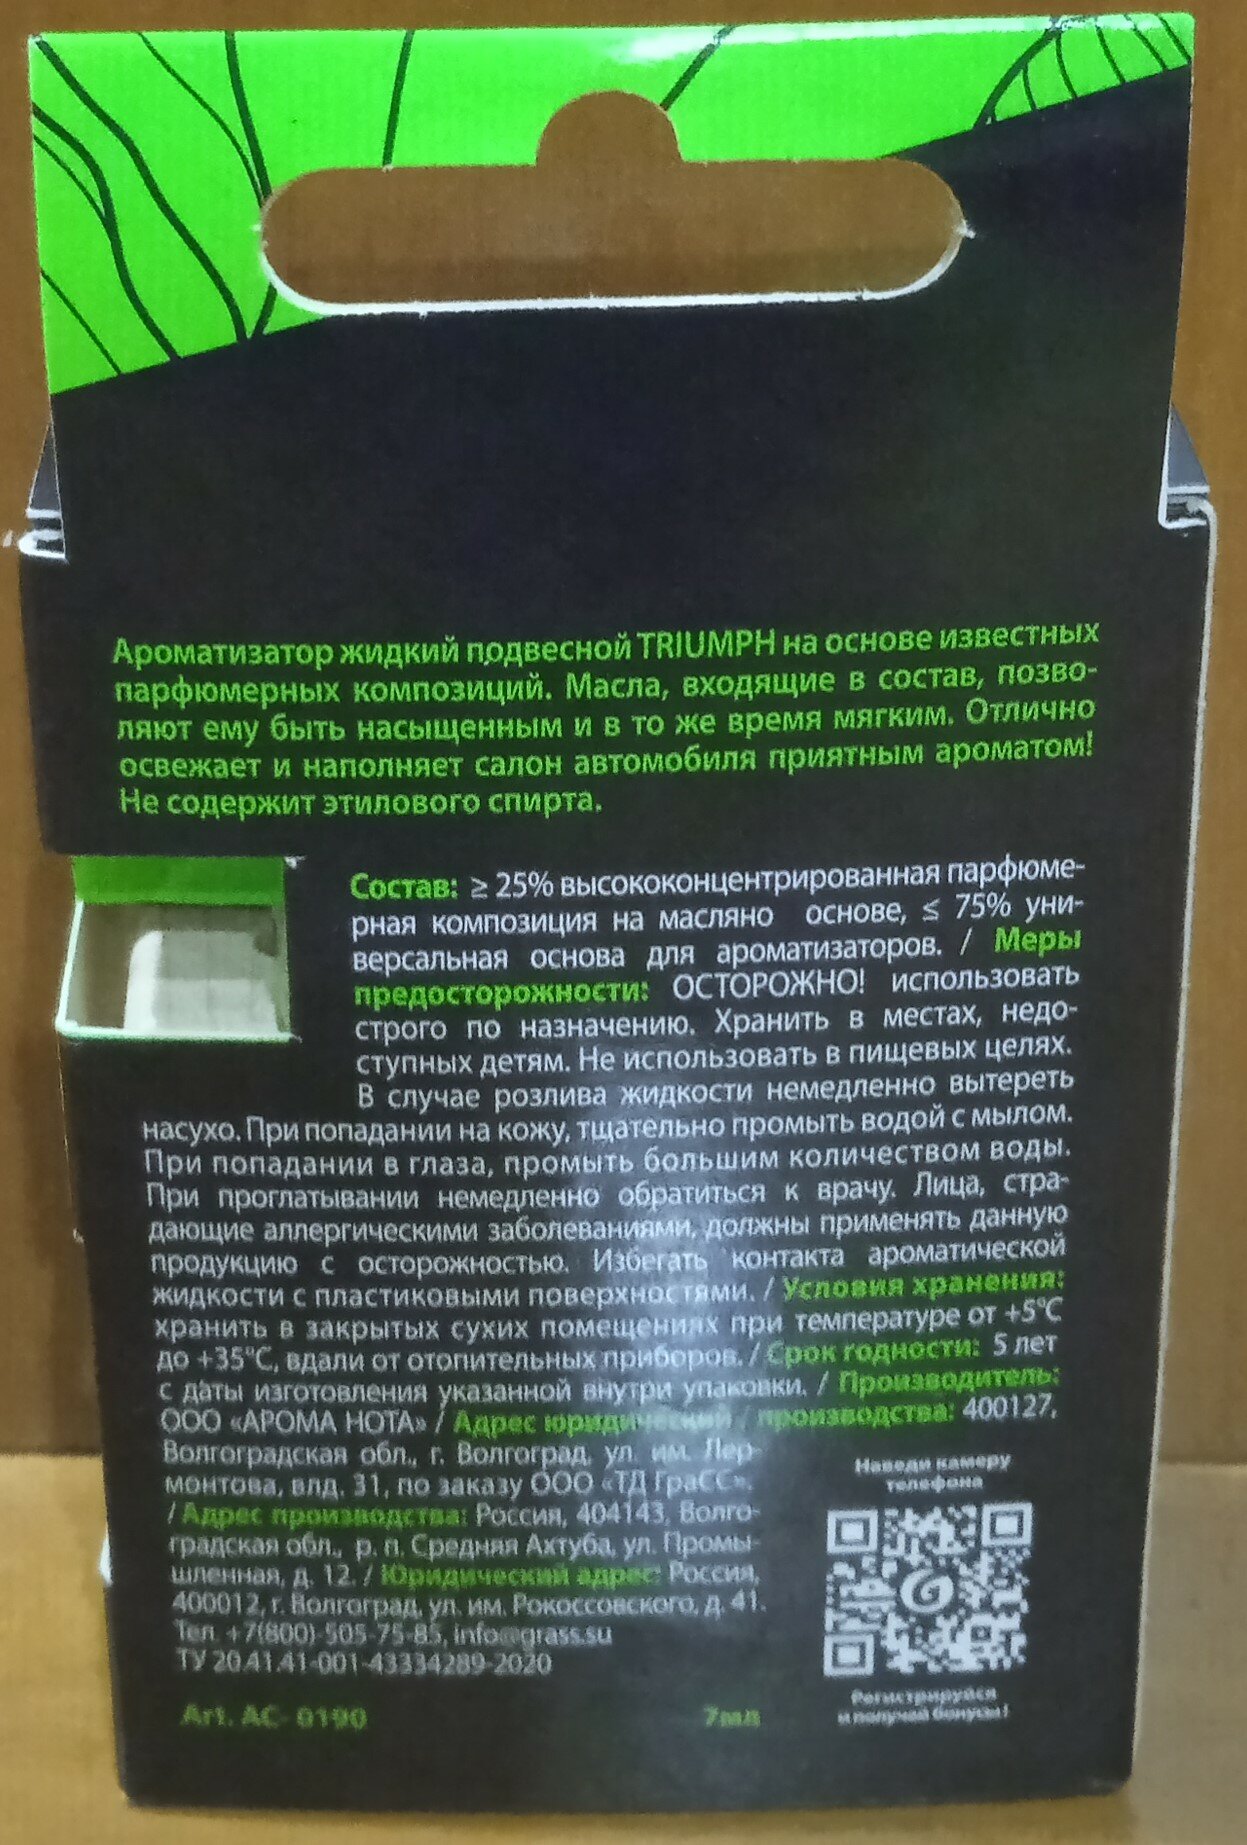 Ароматизатор жидкий подвесной TRIUMPH на основе известных
парфюмерных композиций. Масла, входящие в состав, позво-
ляют ему быть насыщенным и в то же время мягким. Отлично
освежает и наполняет салон автомобиля приятным ароматом!
Не содержит этилового спирта.
Состав: ≥ 25% высококонцентрированная парфюме-
рная композиция на масляно основе, ≤ 75% уни-
версальная основа для ароматизаторов. / Меры
предосторожности: ОСТОРОЖНО! использовать
строго по назначению. Хранить в местах, недо-
ступных детям. Не использовать в пищевых целях.
В случае розлива жидкости немедленно вытереть
насухо. При попадании на кожу, тщательно промыть водой с мылом.
При попадании в глаза, промыть большим количеством воды.
При проглатывании немедленно обратиться к врачу. Лица, стра-
дающие аллергическими заболеваниями, должны применять данную
продукцию с осторожностью. Избегать контакта ароматической
жидкости с пластиковыми поверхностями. / Условия хранения:
хранить в закрытых сухих помещениях при температуре от +5°С
до +35°С, вдали от отопительных приборов. / Срок годности: 5 лет
с даты изготовления указанной внутри упаковки. / Производитель:
ООО «АРОМА НОТА» / Адрес юридический / производства: 400127,
Волгоградская обл., г. Волгоград, ул. им. Лер-
монтова, влд. 31, по заказу ООО «ТД ГраСС».
/ Адрес производства: Россия, 404143, Волго-
градская обл., р. п. Средняя Ахтуба, ул. Промы-
шленная, д. 12. / Юридический адрес: Россия,
400012, г. Волгоград, ул. им. Рокоссовского, д. 41.
Тел. +7(800)-505-75-85, info@grass.su
ТУ 20.41.41-001-43334289-2020
Наведи камеру
телефона
Регистрируйся
и получай бонусы!
Art. AC- 0190
7мл